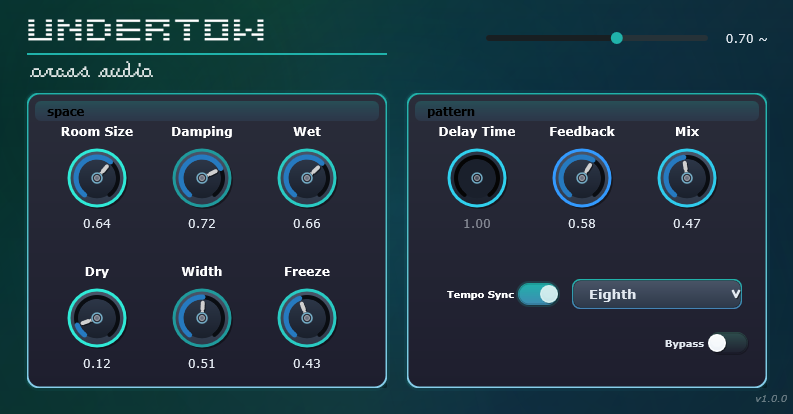 UNDERTOW
0.70 ~
arcas audio
space
Room Size Damping Wet
0.64 0.72 0.66
Dry Width Freeze
0.12 0.51 0.43
pattern
Delay Time Feedback Mix
1.00 0.58 0.47
Tempo Sync Eighth
Bypass
v1.0.0